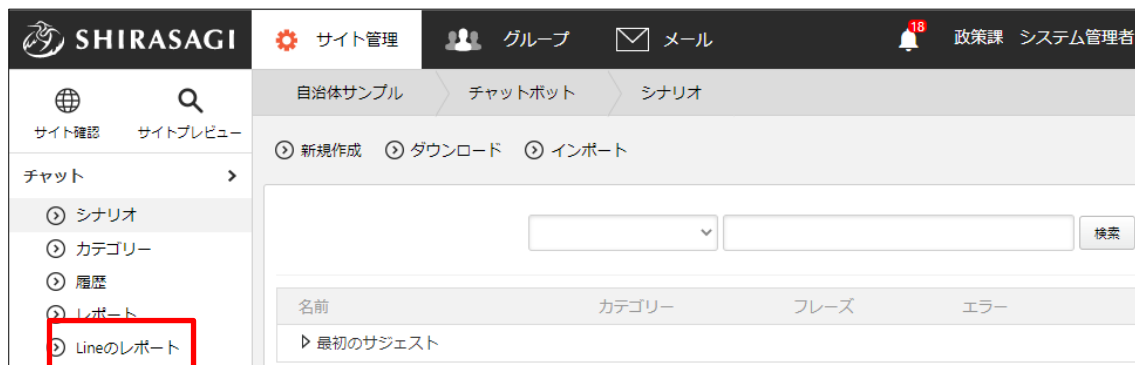 SHIRASAGI サイト管理 グループ メール 18 政策課 システム管理者
サイト確認 サイトプレビュー
自治体サンプル チャットボット シナリオ
新規作成 ダウンロード インポート
チャット
シナリオ
カテゴリー
履歴
レポート
Lineのレポート
検索
名前 カテゴリー フレーズ エラー
最初のサジェスト